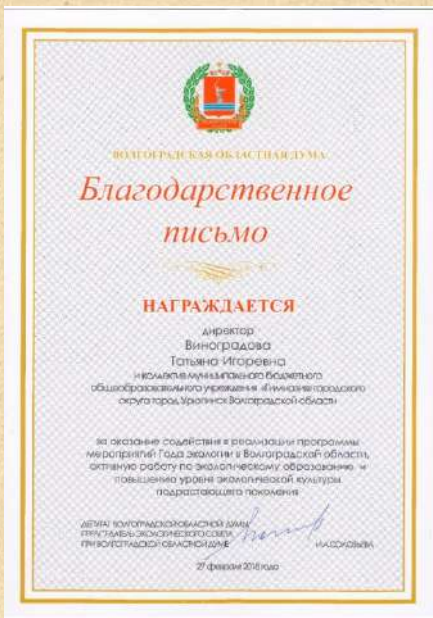 ВОЛГОГРАДСКАЯ ОБЛАСТНАЯ ДУМА
Благодарственное
письмо
НАГРАЖДАЕТСЯ
директор
Виноградова
Татьяна Игоревна
и коллектив муниципального бюджетного
общеобразовательного учреждения «Гимназия городского
округа город Урюпинск Волгоградской области»
за оказание содействия в реализации программы
мероприятий Года экологии в Волгоградской области,
активную работу по экологическому образованию и
повышению уровня экологической культуры
подрастающего поколения
ДЕПУТАТ ВОЛГОГРАДСКОЙ ОБЛАСТНОЙ ДУМЫ,
ПРЕДСЕДАТЕЛЬ ЭКОЛОГИЧЕСКОГО СОВЕТА
ПРИ ВОЛГОГРАДСКОЙ ОБЛАСТНОЙ ДУМЕ И.А.СОЛОВЬЕВА
27 февраля 2018 года